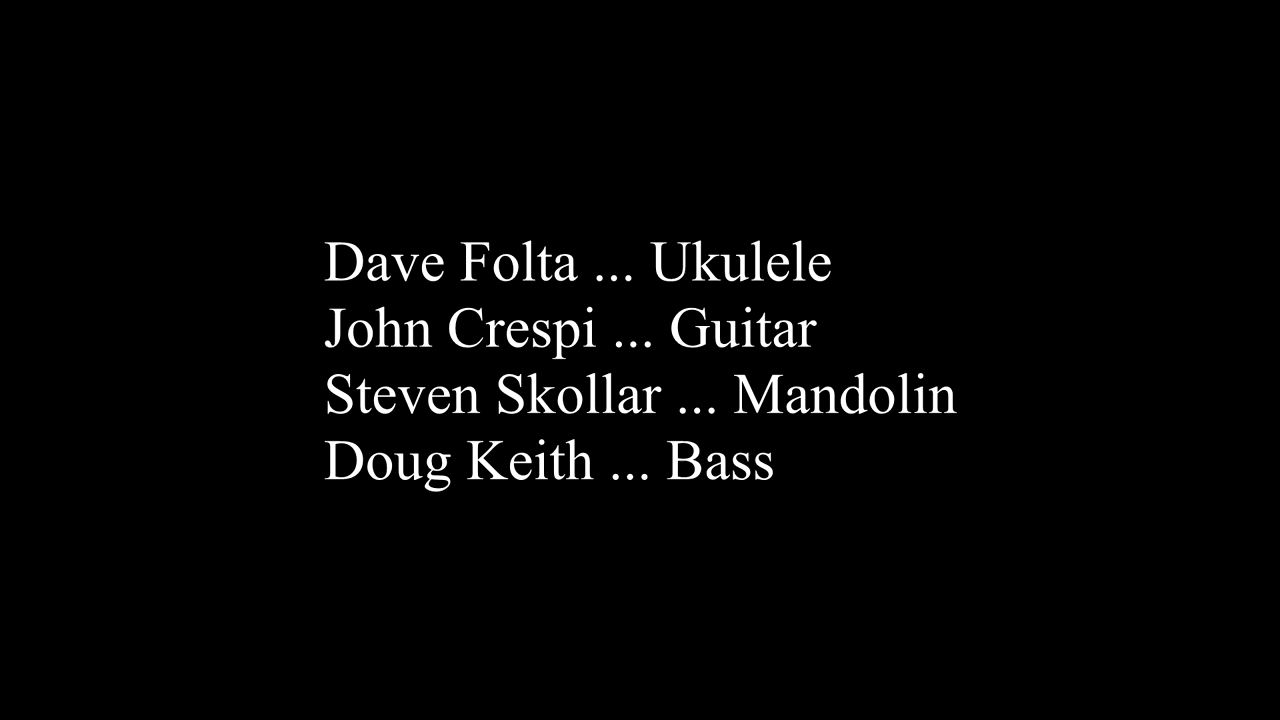 Dave Folta ... Ukulele
John Crespi ... Guitar
Steven Skollar ... Mandolin
Doug Keith ... Bass